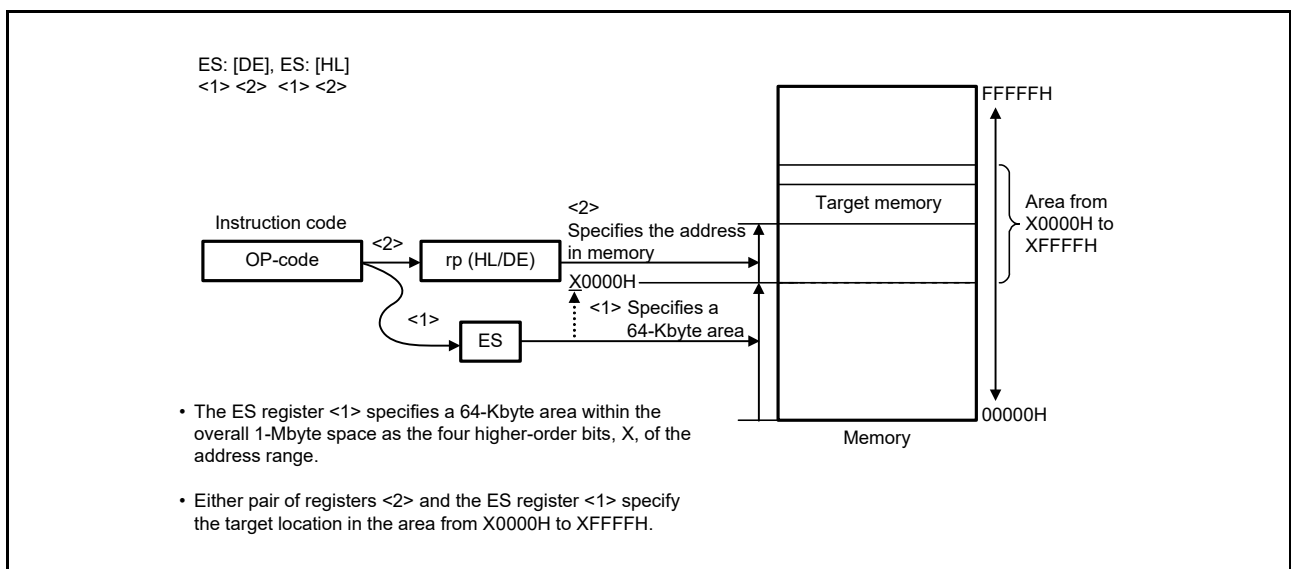 ES: [DE], ES: [HL]
<1> <2> <1> <2>
FFFFFH
<2>
Specifies the address
in memory
Target memory
Area from
X0000H to
XFFFFH
Instruction code
OP-code
<2>
rp (HL/DE)
X0000H
<1> Specifies a
64-Kbyte area
<1>
ES
00000H
Memory
• The ES register <1> specifies a 64-Kbyte area within the
overall 1-Mbyte space as the four higher-order bits, X, of the
address range.
• Either pair of registers <2> and the ES register <1> specify
the target location in the area from X0000H to XFFFFH.